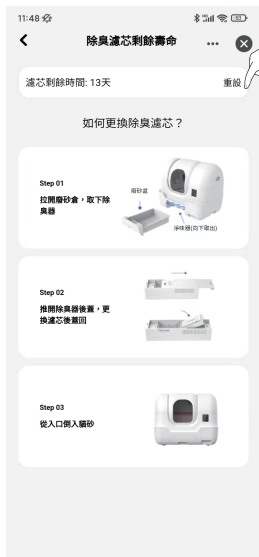 11:48
53
除臭濾芯剩餘壽命
濾芯剩餘時間: 13天
重設
如何更換除臭濾芯？
Step 01
拉開廢砂倉，取下除
臭器
廢砂盒
淨味器(向下取出)
Step 02
推開除臭器後蓋，更
換濾芯後蓋回
Step 03
從入口倒入貓砂